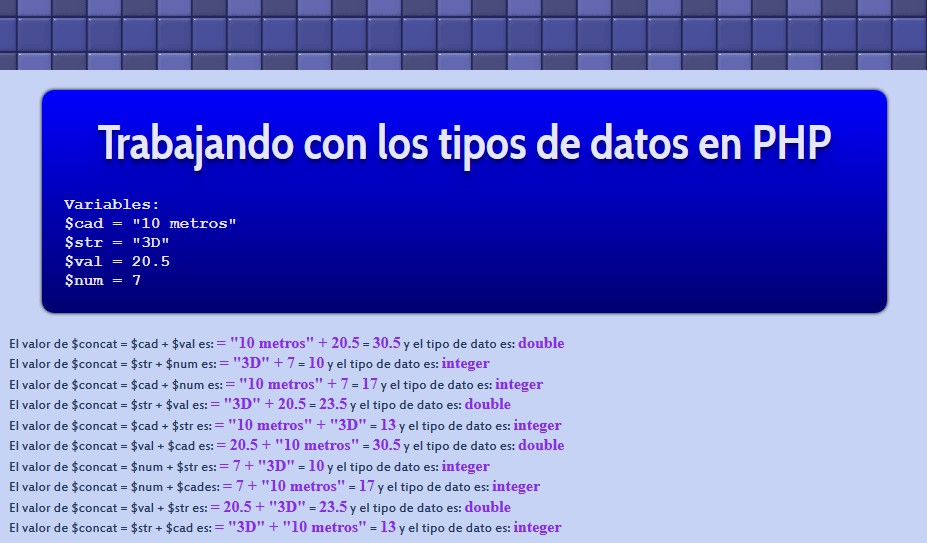 Trabajando con los tipos de datos en PHP
Variables:
$cad = "10 metros"
$str = "3D"
$val = 20.5
$num = 7
El valor de $concat = $cad + $val es: = "10 metros" + 20.5 = 30.5 y el tipo de dato es: double
El valor de $concat = $str + $num es: = "3D" + 7 = 10 y el tipo de dato es: integer
El valor de $concat = $cad + $num es: = "10 metros" + 7 = 17 y el tipo de dato es: integer
El valor de $concat = $str + $val es: = "3D" + 20.5 = 23.5 y el tipo de dato es: double
El valor de $concat = $cad + $str es: = "10 metros" + "3D" = 13 y el tipo de dato es: integer
El valor de $concat = $val + $cad es: = 20.5 + "10 metros" = 30.5 y el tipo de dato es: double
El valor de $concat = $num + $str es: = 7 + "3D" = 10 y el tipo de dato es: integer
El valor de $concat = $num + $cades: = 7 + "10 metros" = 17 y el tipo de dato es: integer
El valor de $concat = $val + $str es: = 20.5 + "3D" = 23.5 y el tipo de dato es: double
El valor de $concat = $str + $cad es: = "3D" + "10 metros" = 13 y el tipo de dato es: integer